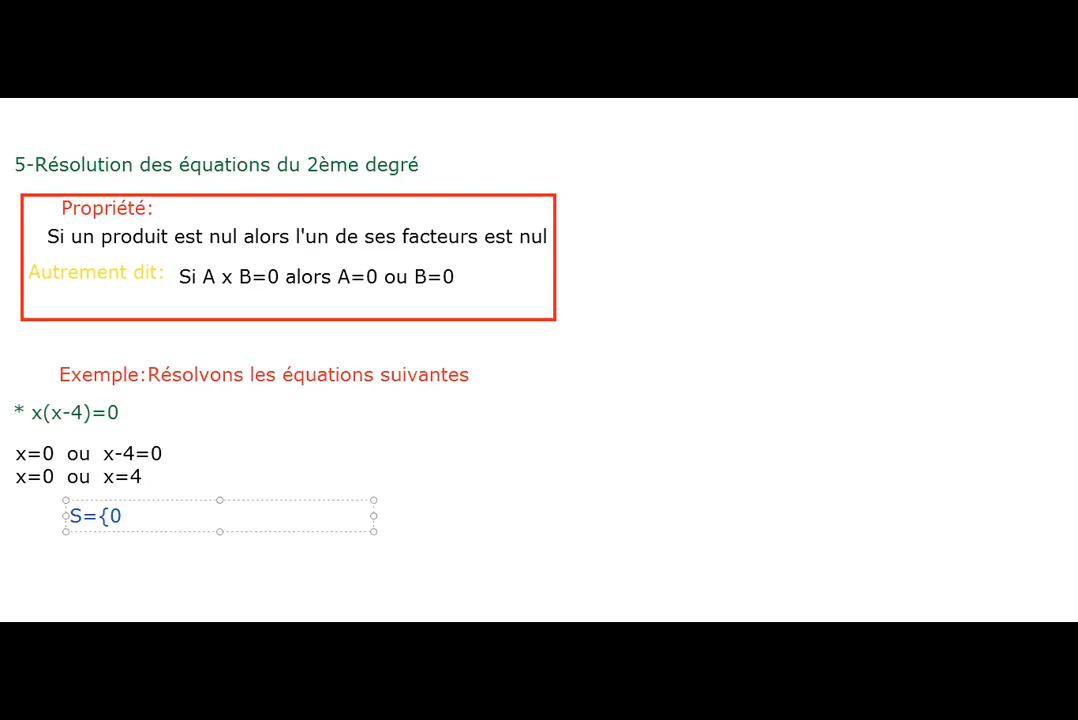 5-Résolution des équations du 2ème degré
Propriété:
Si un produit est nul alors l'un de ses facteurs est nul
Autrement dit: Si A x B=0 alors A=0 ou B=0
Exemple:Résolvons les équations suivantes
* x(x-4)=0
x=0 ou x-4=0
x=0 ou x=4
S={0